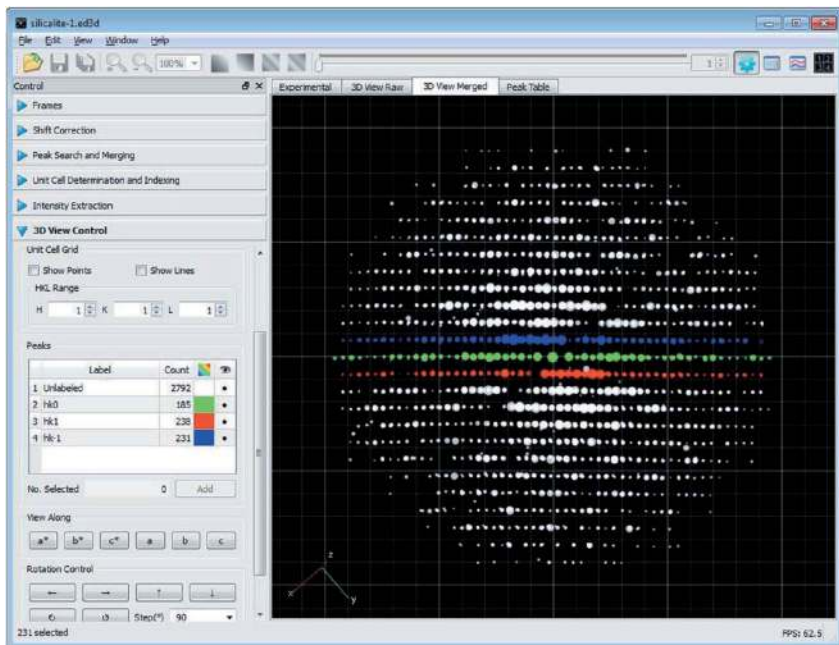 silicalite-1.ed3d
File Edit View Window Help
100%
1
Control
Experimental 3D View Raw 3D View Merged Peak Table
Frames
Shift Correction
Peak Search and Merging
Unit Cell Determination and Indexing
Intensity Extraction
3D View Control
Unit Cell Grid
Show Points Show Lines
HKL Range
H 1 K 1 L 1
Peaks
Label Count
1 Unlabeled 2792
2 hk0 185
3 hk1 238
4 hk-1 231
No. Selected 0 Add
View Along
a* b* c* a b c
Rotation Control
← → ↑ ↓
Step(°) 90
z
x
y
231 selected FPS: 62.5